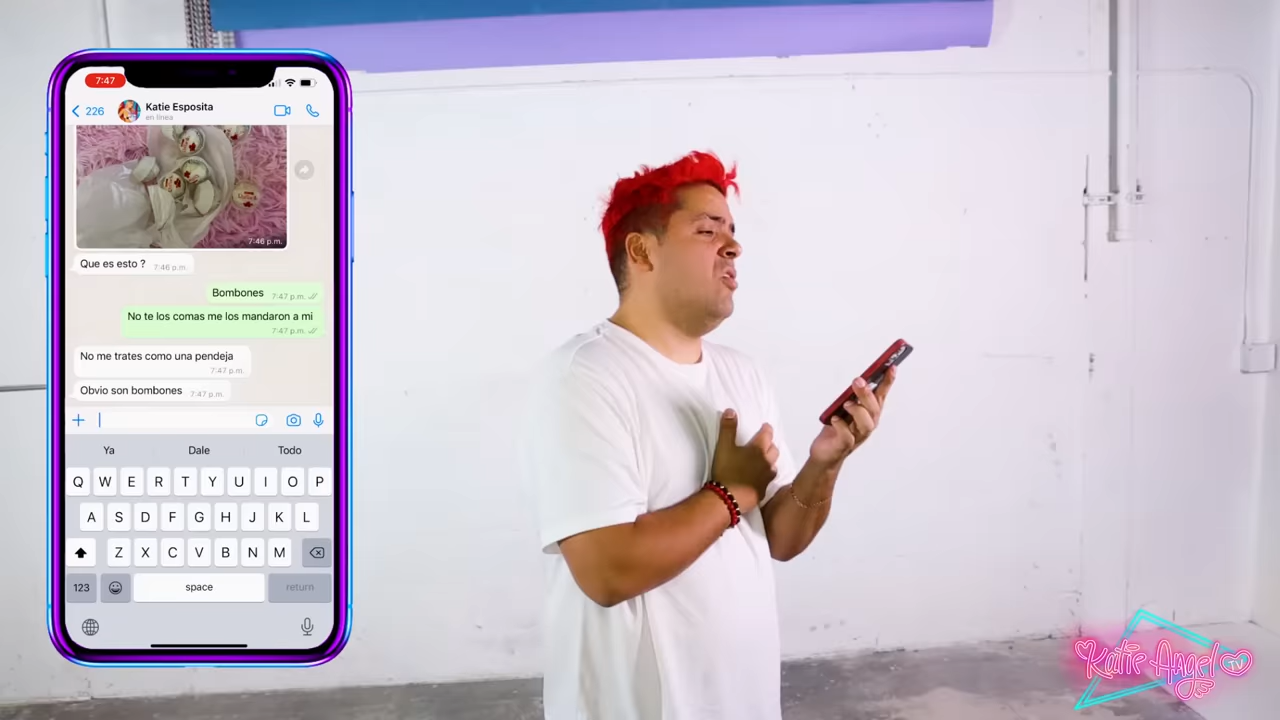 7:47
226
Katie Esposita
en línea
7:46 p.m.
Que es esto ? 7:46 p.m.
Bombones 7:47 p.m.
No te los comas me los mandaron a mi
7:47 p.m.
No me trates como una pendeja
7:47 p.m.
Obvio son bombones 7:47 p.m.
Ya Dale Todo
Q W E R T Y U I O P
A S D F G H J K L
Z X C V B N M
123 space return
Katie Angel TV